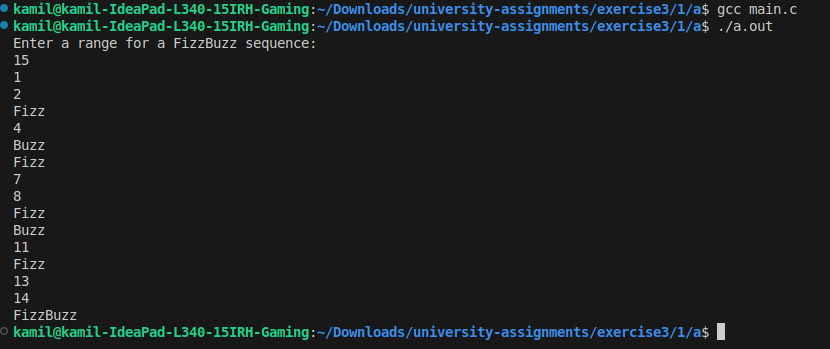 kamil@kamil-IdeaPad-L340-15IRH-Gaming:~/Downloads/university-assignments/exercise3/1/a$ gcc main.c
kamil@kamil-IdeaPad-L340-15IRH-Gaming:~/Downloads/university-assignments/exercise3/1/a$ ./a.out
Enter a range for a FizzBuzz sequence:
15
1
2
Fizz
4
Buzz
Fizz
7
8
Fizz
Buzz
11
Fizz
13
14
FizzBuzz
kamil@kamil-IdeaPad-L340-15IRH-Gaming:~/Downloads/university-assignments/exercise3/1/a$